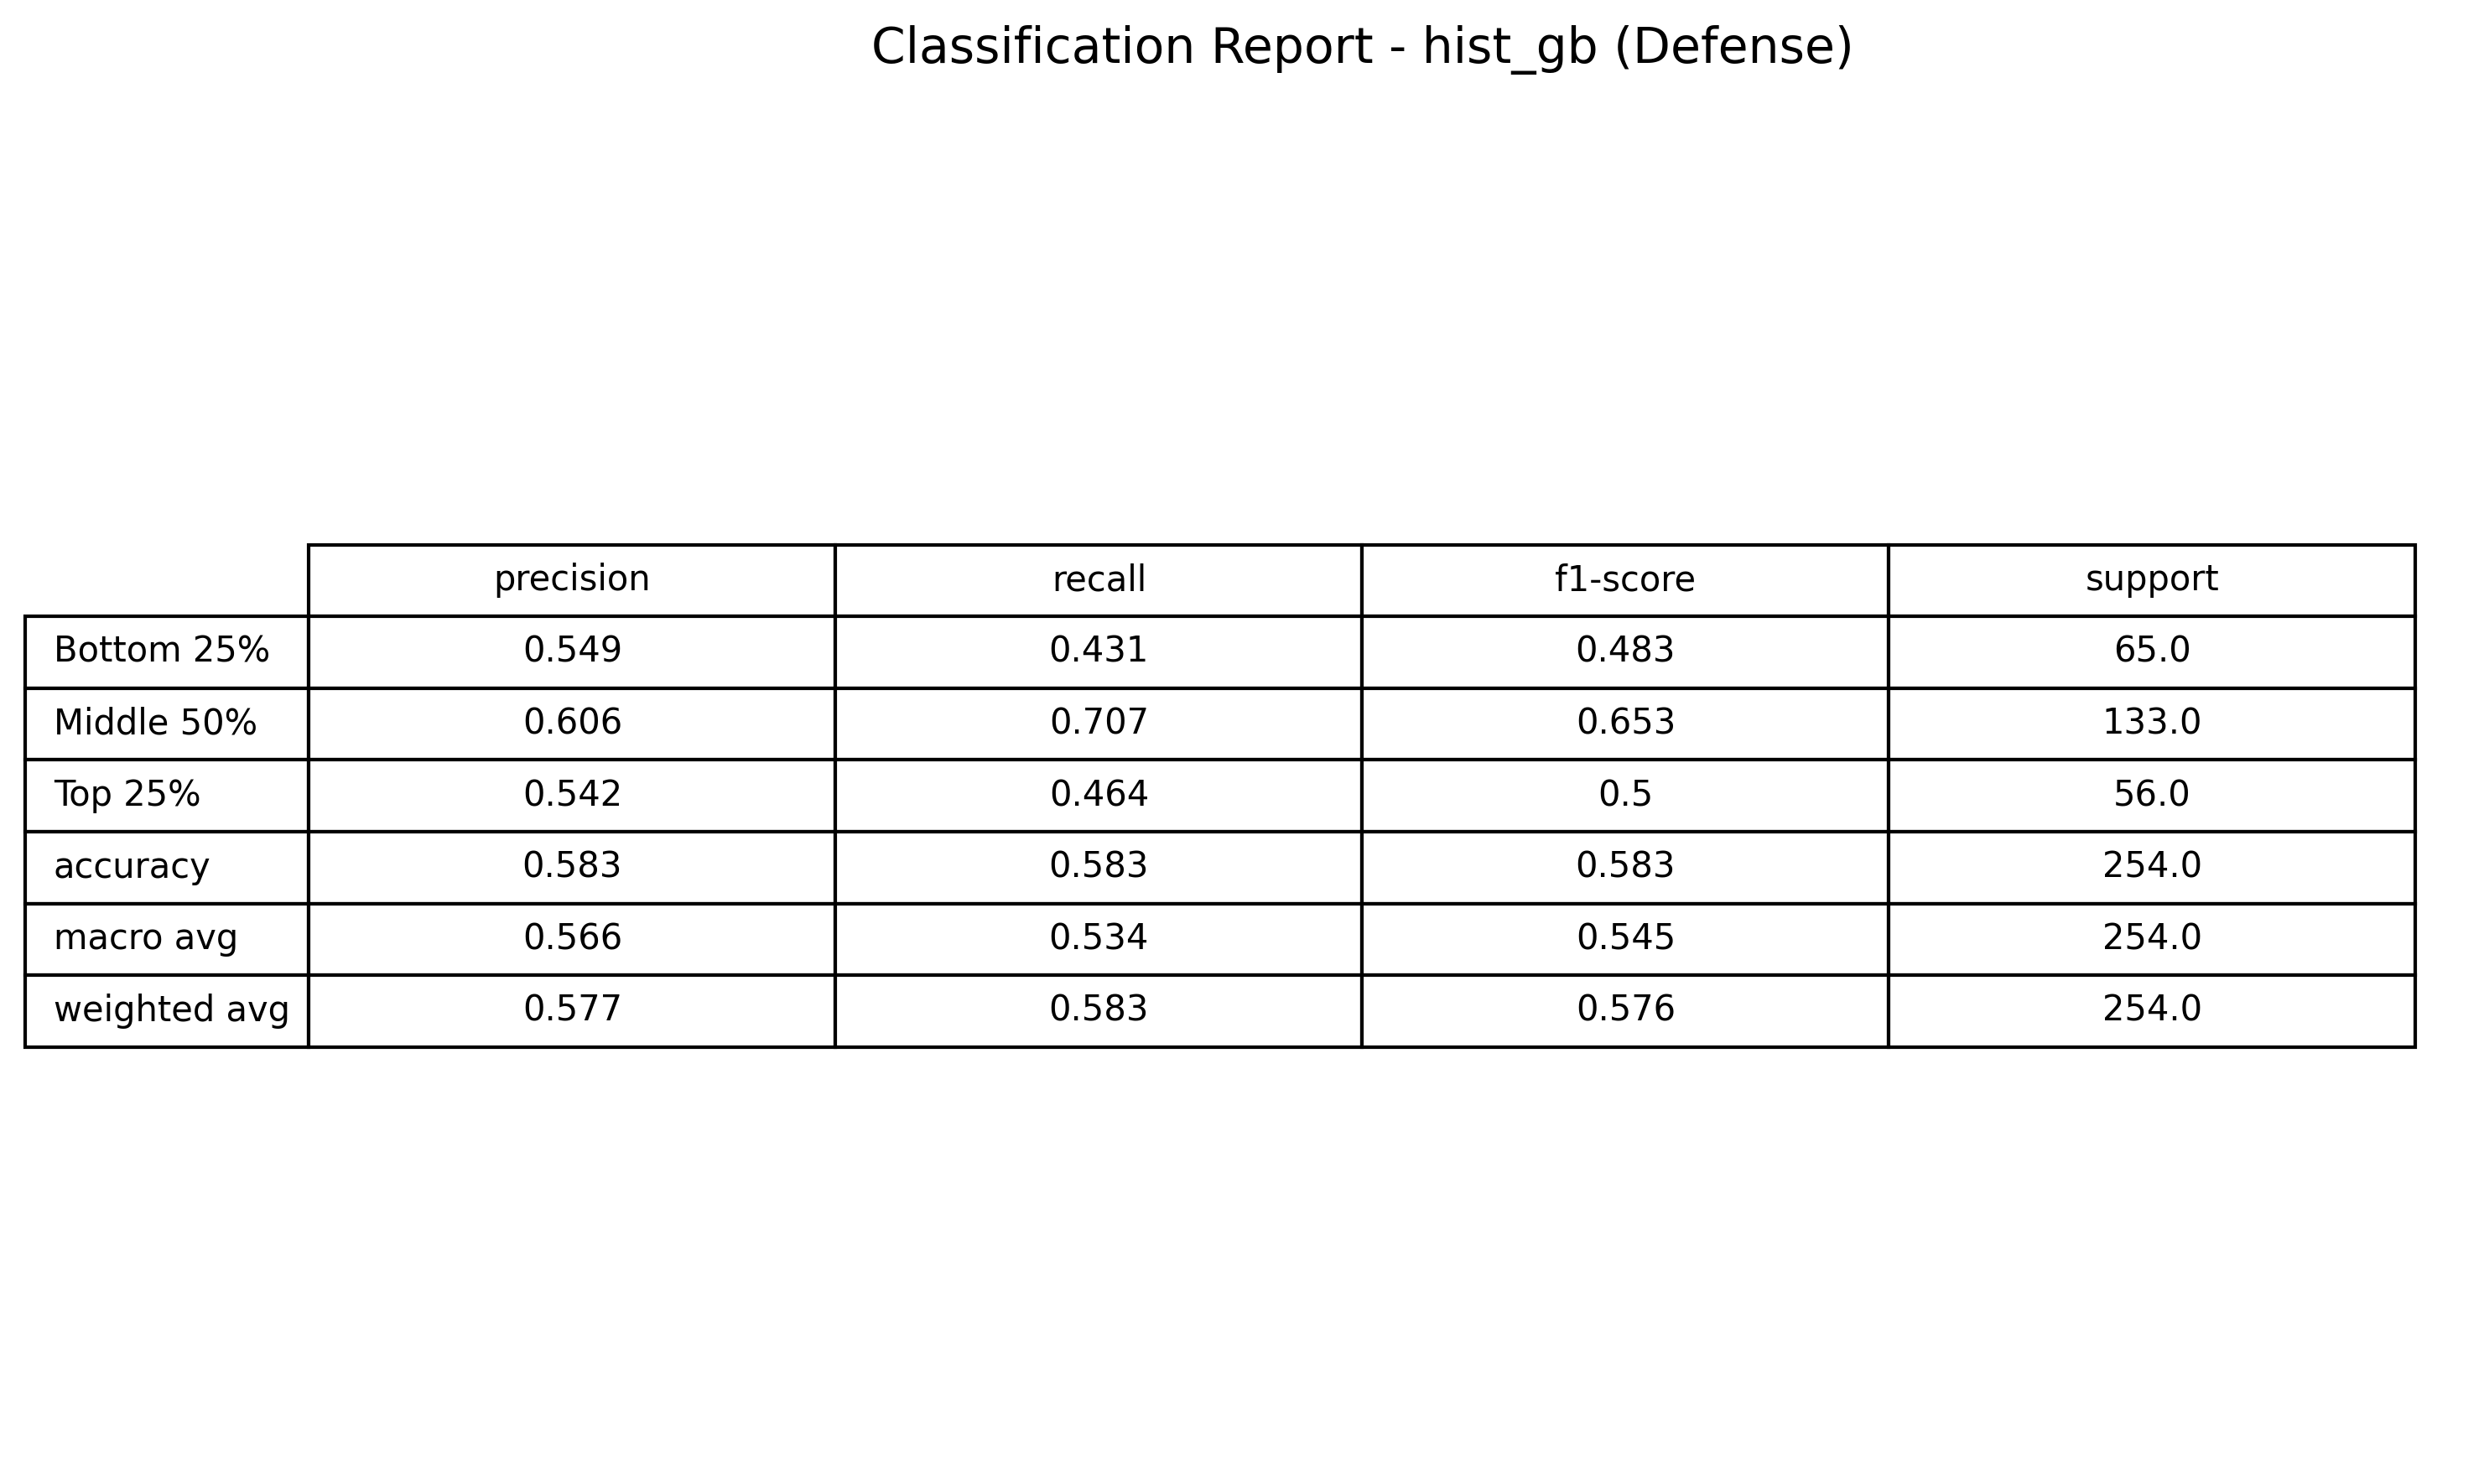 Classification Report - hist_gb (Defense)
precision recall f1-score support
Bottom 25% 0.549 0.431 0.483 65.0
Middle 50% 0.606 0.707 0.653 133.0
Top 25% 0.542 0.464 0.5 56.0
accuracy 0.583 0.583 0.583 254.0
macro avg 0.566 0.534 0.545 254.0
weighted avg 0.577 0.583 0.576 254.0